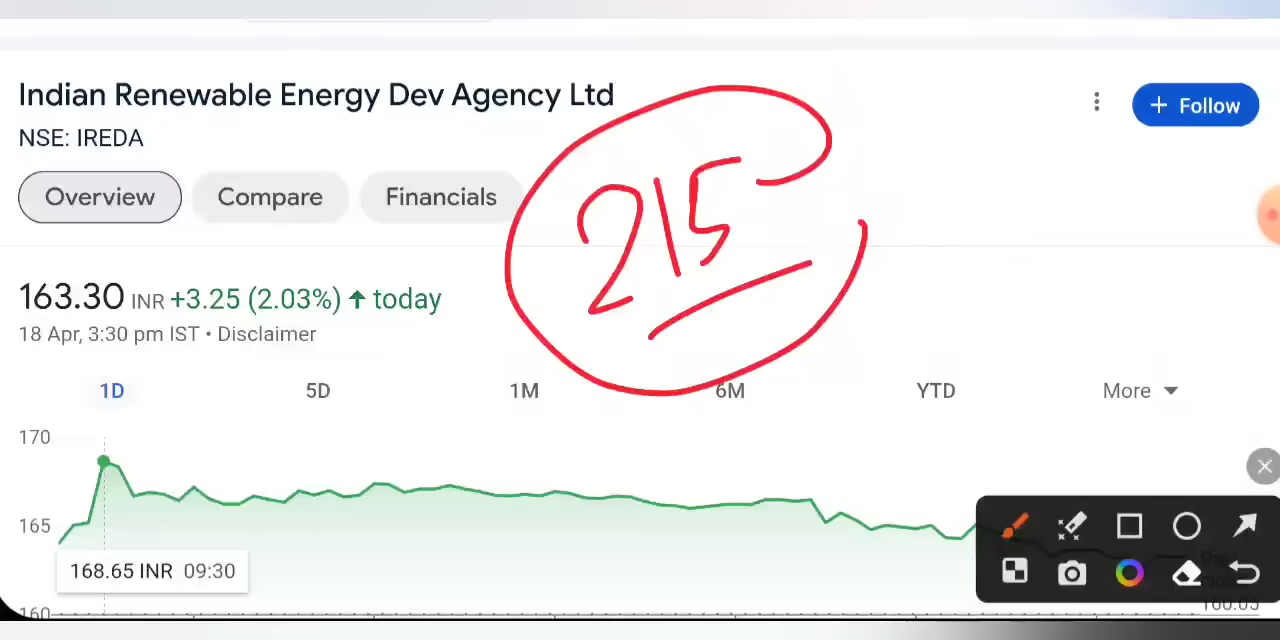 Indian Renewable Energy Dev Agency Ltd
+ Follow
NSE: IREDA
Overview Compare Financials
215
163.30 INR +3.25 (2.03%) ↑ today
18 Apr, 3:30 pm IST • Disclaimer
1D 5D 1M 6M YTD More
170
165
168.65 INR 09:30
160
160.05